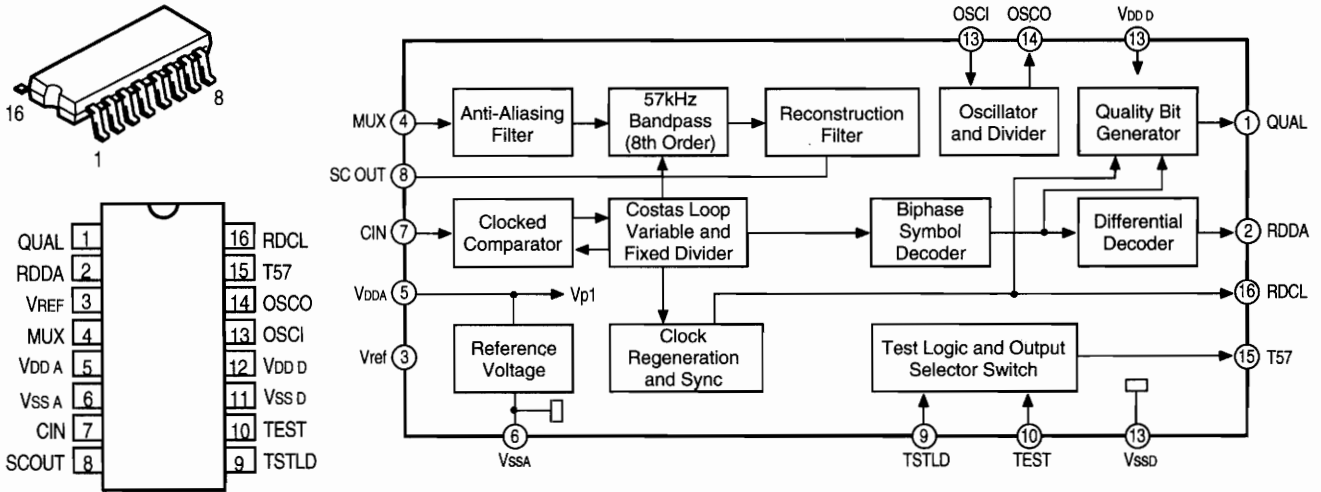 16
8
1
QUAL 1
RDDA 2
VREF 3
MUX 4
VDD A 5
VSS A 6
CIN 7
SCOUT 8
16 RDCL
15 T57
14 OSCO
13 OSCI
12 VDD D
11 VSS D
10 TEST
9 TSTLD
OSCI
OSCO
VDD D
13
14
13
MUX 4
Anti-Aliasing
Filter
57kHz
Bandpass
(8th Order)
Reconstruction
Filter
Oscillator
and Divider
Quality Bit
Generator
1 QUAL
SC OUT 8
CIN 7
Clocked
Comparator
Costas Loop
Variable and
Fixed Divider
Biphase
Symbol
Decoder
Differential
Decoder
2 RDDA
VDDA 5
Vp1
16 RDCL
Vref 3
Reference
Voltage
Clock
Regeneration
and Sync
Test Logic and Output
Selector Switch
15 T57
6
VSSA
9
TSTLD
10
TEST
13
VSSD